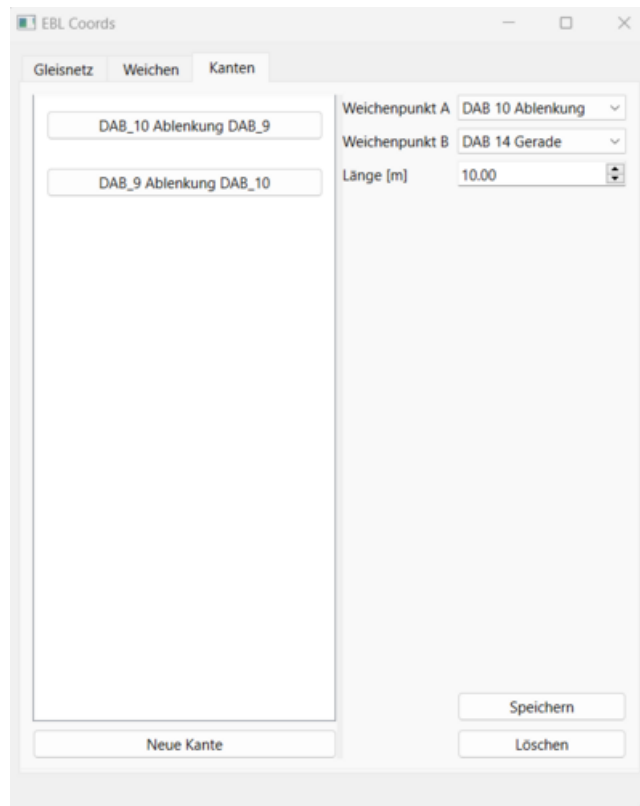 EBL Coords
Gleisnetz Weichen Kanten
DAB_10 Ablenkung DAB_9
DAB_9 Ablenkung DAB_10
Weichenpunkt A DAB 10 Ablenkung
Weichenpunkt B DAB 14 Gerade
Länge [m] 10.00
Speichern
Neue Kante
Löschen